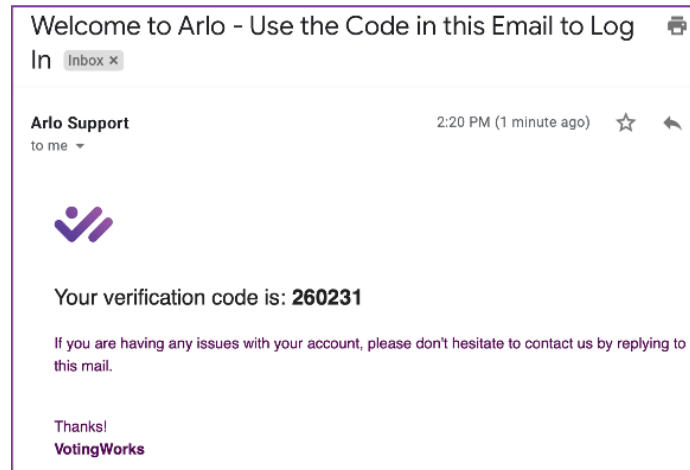 Welcome to Arlo - Use the Code in this Email to Log
In Inbox ×
Arlo Support 2:20 PM (1 minute ago)
to me
Your verification code is: 260231
If you are having any issues with your account, please don't hesitate to contact us by replying to
this mail.
Thanks!
VotingWorks